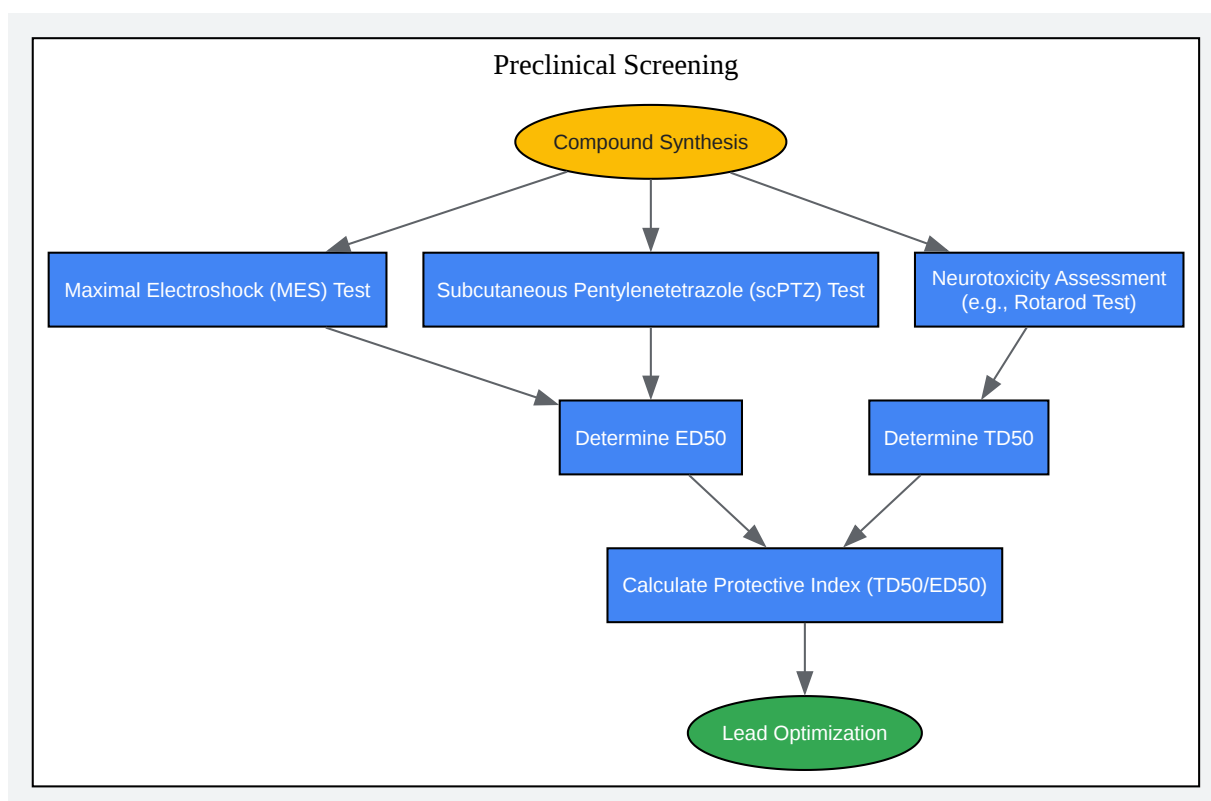 Preclinical Screening
Compound Synthesis
Maximal Electroshock (MES) Test
Subcutaneous Pentylenetetrazole (scPTZ) Test
Neurotoxicity Assessment
(e.g., Rotarod Test)
Determine ED50
Determine TD50
Calculate Protective Index (TD50/ED50)
Lead Optimization